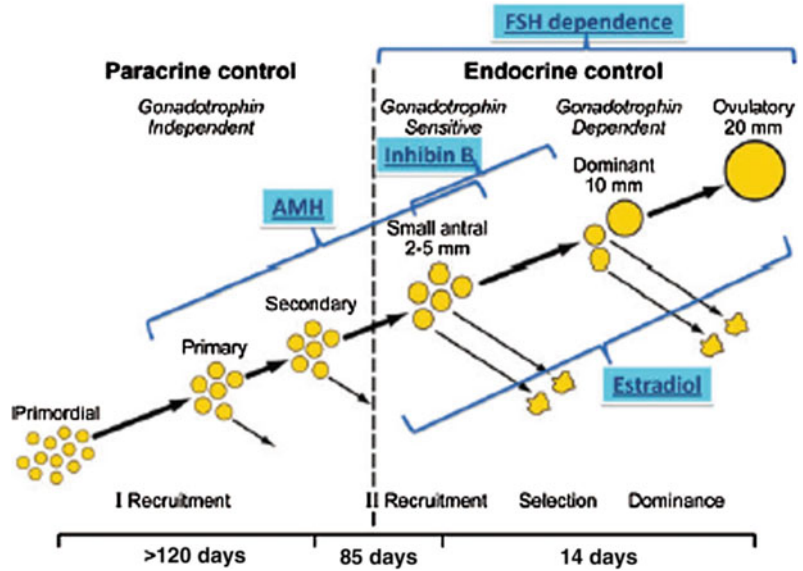 FSH dependence
Paracrine control
Endocrine control
Gonadotrophin
Independent
Gonadotrophin
Sensitive
Gonadotrophin
Dependent
Ovulatory
20 mm
Inhibin B
Dominant
10 mm
AMH
Small antral
2-5 mm
Secondary
Primary
Estradiol
lPrimordial
I Recruitment
II Recruitment
Selection
Dominance
>120 days
85 days
14 days